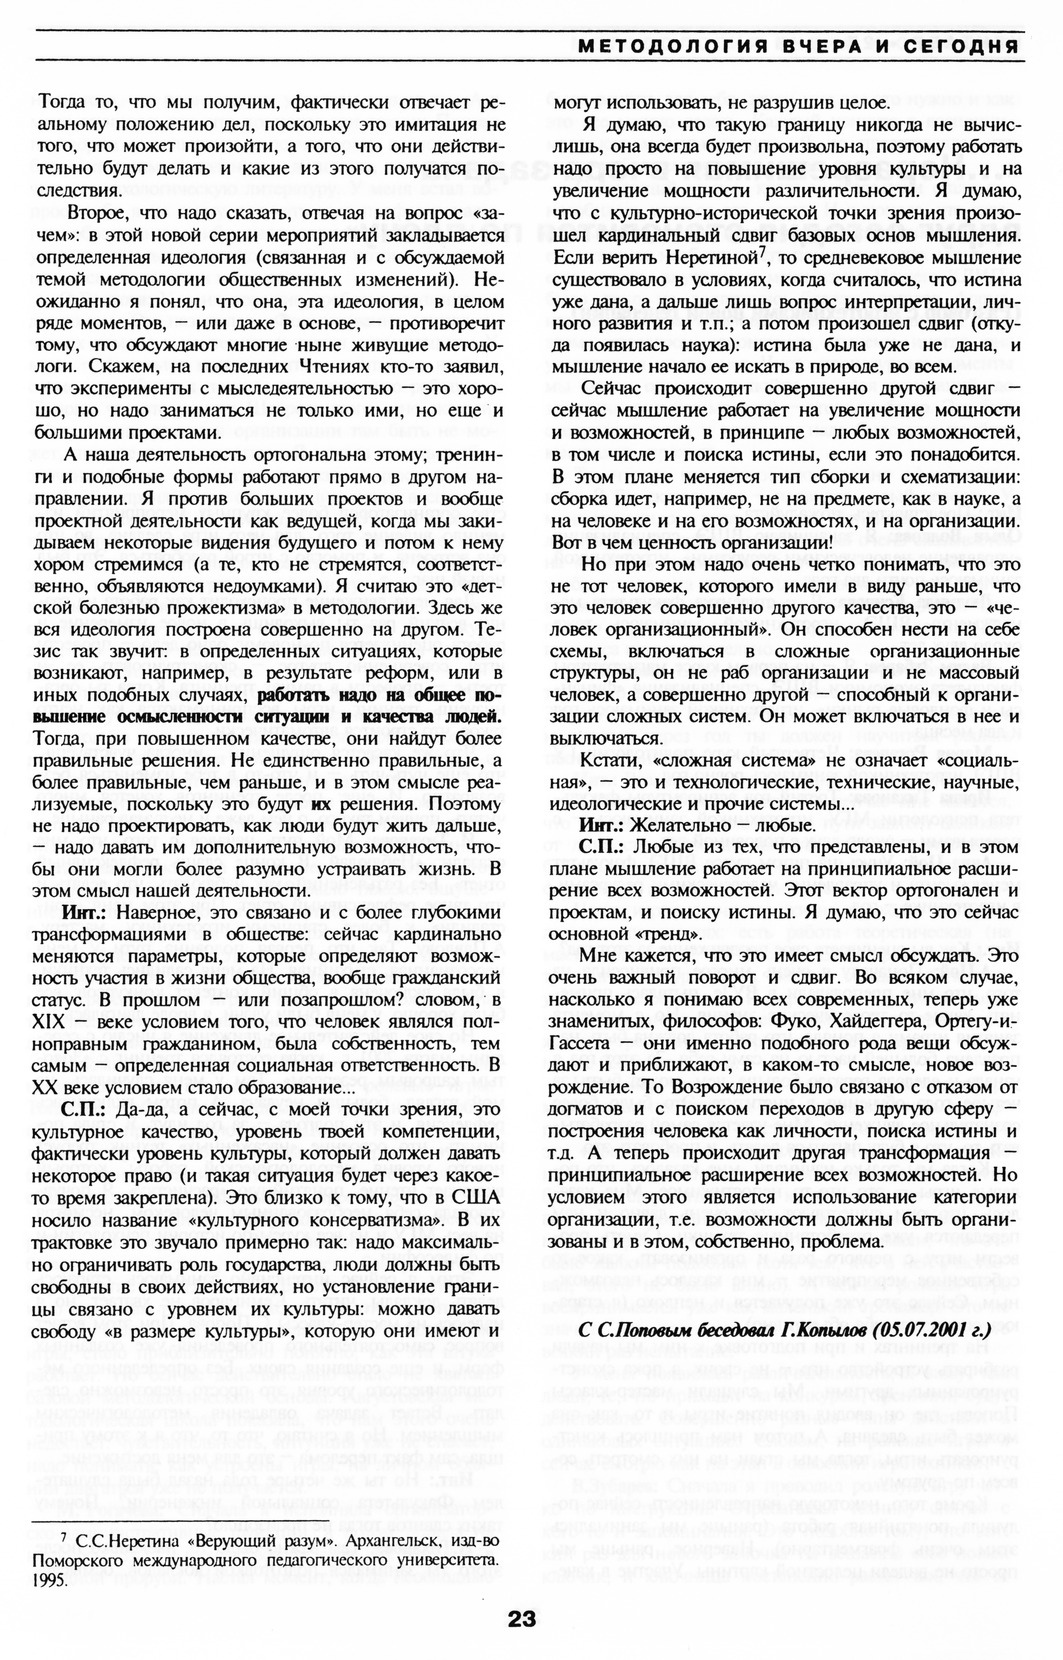 МЕТОДОЛОГИЯ ВЧЕРА И СЕГОДНЯ
Тогда то, что мы получим, фактически отвечает ре-
альному положению дел, поскольку это имитация не
того, что может произойти, а того, что они действи-
тельно будут делать и какие из этого получатся по-
следствия.
Второе, что надо сказать, отвечая на вопрос «за-
чем»: в этой новой серии мероприятий закладывается
определенная идеология (связанная и с обсуждаемой
темой методологии общественных изменений). Не-
ожиданно я понял, что она, эта идеология, в целом
ряде моментов, — или даже в основе, — противоречит
тому, что обсуждают многие ныне живущие методо-
логи. Скажем, на последних Чтениях кто-то заявил,
что эксперименты с мыследеятельностью — это хоро-
шо, но надо заниматься не только ими, но еще и
большими проектами.
А наша деятельность ортогональна этому; тренин-
ги и подобные формы работают прямо в другом на-
правлении. Я против больших проектов и вообще
проектной деятельности как ведущей, когда мы заки-
дываем некоторые видения будущего и потом к нему
хором стремимся (а те, кто не стремятся, соответст-
венно, объявляются недоумками). Я считаю это «дет-
ской болезнью прожектизма» в методологии. Здесь же
вся идеология построена совершенно на другом. Те-
зис так звучит: в определенных ситуациях, которые
возникают, например, в результате реформ, или в
иных подобных случаях, работать надо на общее по-
вышение осмысленности ситуации и качества людей.
Тогда, при повышенном качестве, они найдут более
правильные решения. Не единственно правильные, а
более правильные, чем раньше, и в этом смысле реа-
лизуемые, поскольку это будут их решения. Поэтому
не надо проектировать, как люди будут жить дальше,
— надо давать им дополнительную возможность, что-
бы они могли более разумно устраивать жизнь. В
этом смысл нашей деятельности.
Инт.: Наверное, это связано и с более глубокими
трансформациями в обществе: сейчас кардинально
меняются параметры, которые определяют возмож-
ность участия в жизни общества, вообще гражданский
статус. В прошлом — или позапрошлом? словом, в
XIX — веке условием того, что человек являлся пол-
ноправным гражданином, была собственность, тем
самым — определенная социальная ответственность. В
XX веке условием стало образование...
С.П.: Да-да, а сейчас, с моей точки зрения, это
культурное качество, уровень твоей компетенции,
фактически уровень культуры, который должен давать
некоторое право (и такая ситуация будет через какое-
то время закреплена). Это близко к тому, что в США
носило название «культурного консерватизма». В их
трактовке это звучало примерно так: надо максималь-
но ограничивать роль государства, люди должны быть
свободны в своих действиях, но установление грани-
цы связано с уровнем их культуры: можно давать
свободу «в размере культуры», которую они имеют и
7 С.С.Неретина «Верующий разум». Архангельск, изд-во
Поморского международного педагогического университета.
1995.
могут использовать, не разрушив целое.
Я думаю, что такую границу никогда не вычис-
лишь, она всегда будет произвольна, поэтому работать
надо просто на повышение уровня культуры и на
увеличение мощности различительности. Я думаю,
что с культурно-исторической точки зрения произо-
шел кардинальный сдвиг базовых основ мышления.
Если верить Неретиной7, то средневековое мышление
существовало в условиях, когда считалось, что истина
уже дана, а дальше лишь вопрос интерпретации, лич-
ного развития и т.п.; а потом произошел сдвиг (отку-
да появилась наука): истина была уже не дана, и
мышление начало ее искать в природе, во всем.
Сейчас происходит совершенно другой сдвиг —
сейчас мышление работает на увеличение мощности
и возможностей, в принципе — любых возможностей,
в том числе и поиска истины, если это понадобится.
В этом плане меняется тип сборки и схематизации:
сборка идет, например, не на предмете, как в науке, а
на человеке и на его возможностях, и на организации.
Вот в чем ценность организации!
Но при этом надо очень четко понимать, что это
не тот человек, которого имели в виду раньше, что
это человек совершенно другого качества, это — «че-
ловек организационный». Он способен нести на себе
схемы, включаться в сложные организационные
структуры, он не раб организации и не массовый
человек, а совершенно другой — способный к органи-
зации сложных систем. Он может включаться в нее и
выключаться.
Кстати, «сложная система» не означает «социаль-
ная», — это и технологические, технические, научные,
идеологические и прочие системы...
Инт.: Желательно — любые.
С.П.: Любые из тех, что представлены, и в этом
плане мышление работает на принципиальное расши-
рение всех возможностей. Этот вектор ортогонален и
проектам, и поиску истины. Я думаю, что это сейчас
основной «тренд».
Мне кажется, что это имеет смысл обсуждать. Это
очень важный поворот и сдвиг. Во всяком случае,
насколько я понимаю всех современных, теперь уже
знаменитых, философов: Фуко, Хайдеггера, Ортегу-и-
Гассета — они именно подобного рода вещи обсуж-
дают и приближают, в каком-то смысле, новое воз-
рождение. То Возрождение было связано с отказом от
догматов и с поиском переходов в другую сферу —
построения человека как личности, поиска истины и
т.д. А теперь происходит другая трансформация —
принципиальное расширение всех возможностей. Но
условием этого является использование категории
организации, т.е. возможности должны быть органи-
зованы и в этом, собственно, проблема.
С С.Поповым беседовал Г.Копылов (05.07.2001 г.)
23